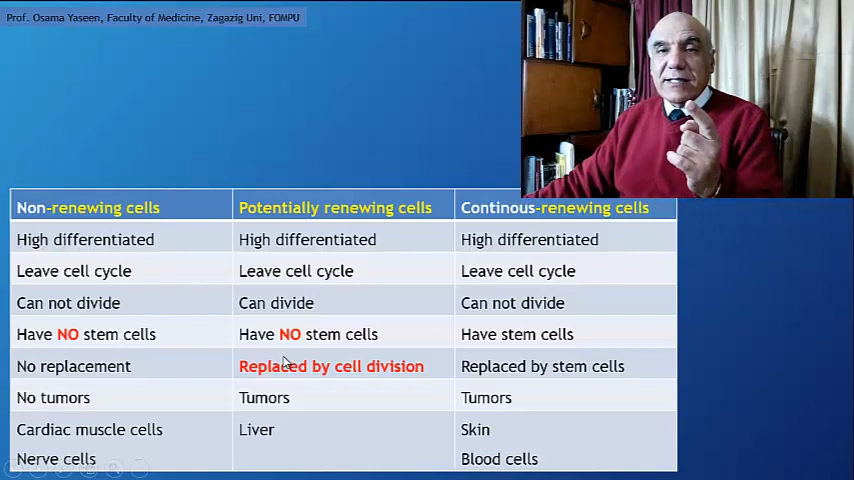 Prof. Osama Yaseen, Faculty of Medicine, Zagazig Uni, FOMPU
Non-renewing cells Potentially renewing cells Continous-renewing cells
High differentiated High differentiated High differentiated
Leave cell cycle Leave cell cycle Leave cell cycle
Can not divide Can divide Can not divide
Have NO stem cells Have NO stem cells Have stem cells
No replacement Replaced by cell division Replaced by stem cells
No tumors Tumors Tumors
Cardiac muscle cells Liver Skin
Nerve cells Blood cells